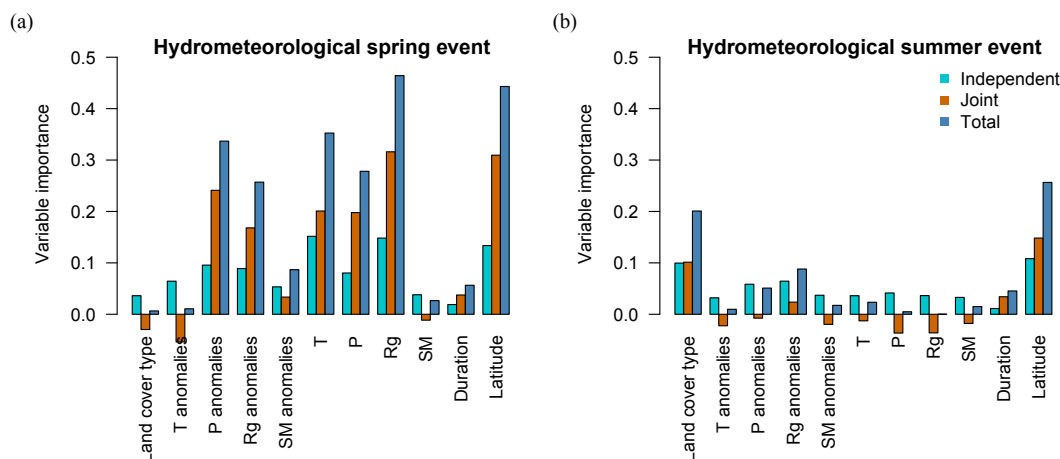 (a)
Hydrometeorological spring event
Variable importance
0.5
0.4
0.3
0.2
0.1
0.0
Land cover type
T anomalies
P anomalies
Rg anomalies
SM anomalies
T
P
Rg
SM
Duration
Latitude
(b)
Hydrometeorological summer event
Independent
Joint
Total
Variable importance
0.5
0.4
0.3
0.2
0.1
0.0
Land cover type
T anomalies
P anomalies
Rg anomalies
SM anomalies
T
P
Rg
SM
Duration
Latitude